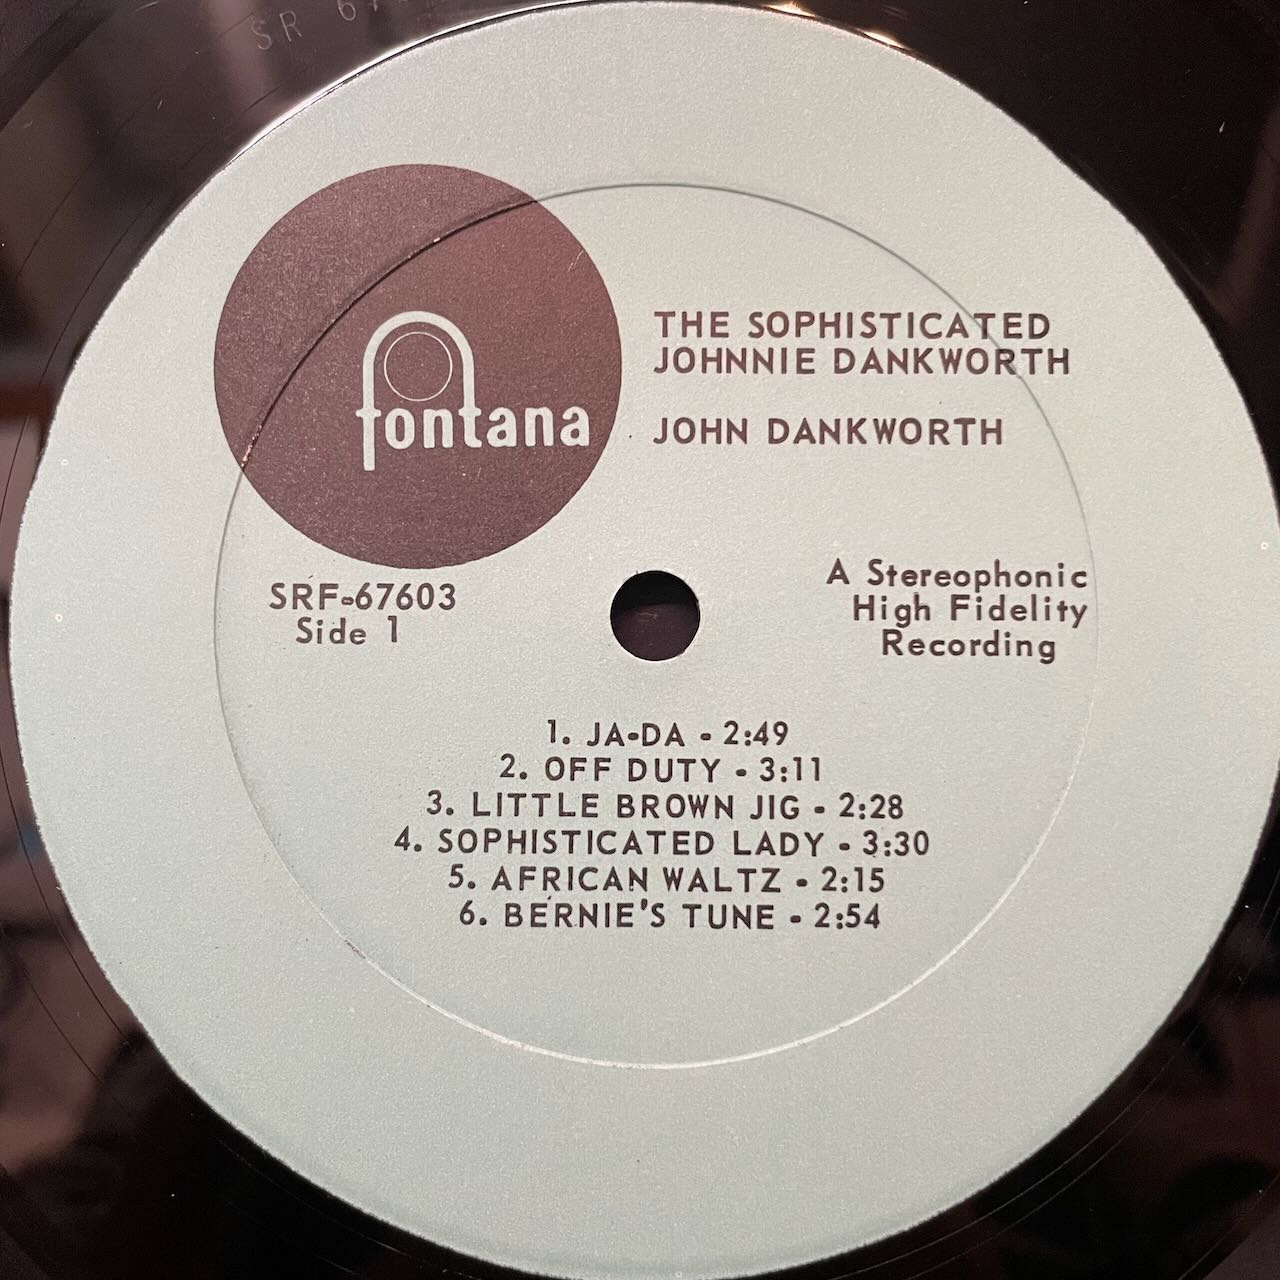 fontana
THE SOPHISTICATED
JOHNNIE DANKWORTH
JOHN DANKWORTH
SRF-67603
Side 1
A Stereophonic
High Fidelity
Recording
1. JA-DA - 2:49
2. OFF DUTY - 3:11
3. LITTLE BROWN JIG - 2:28
4. SOPHISTICATED LADY - 3:30
5. AFRICAN WALTZ - 2:15
6. BERNIE'S TUNE - 2:54